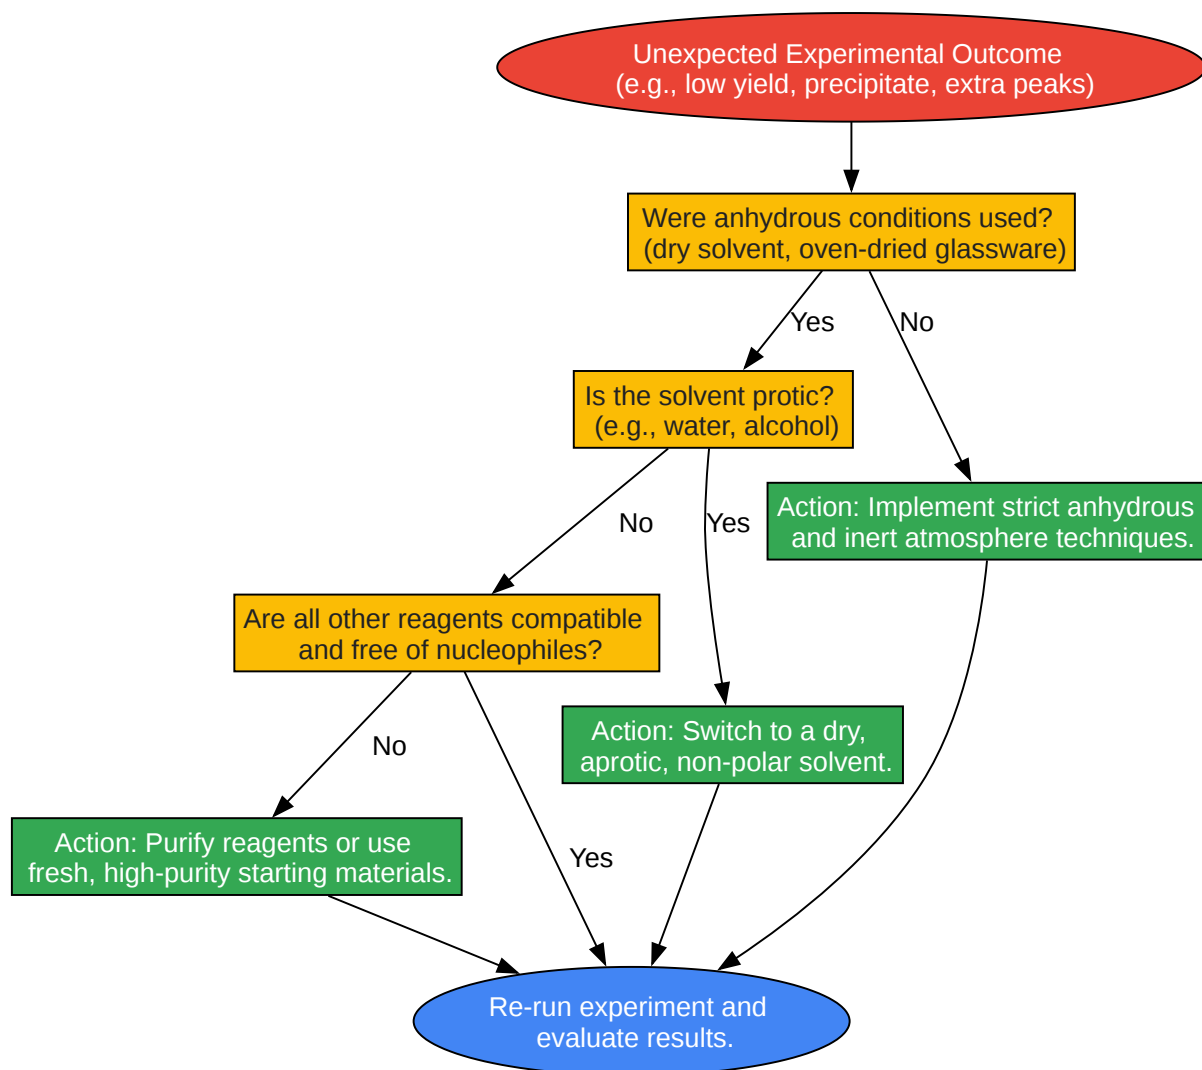 Unexpected Experimental Outcome
(e.g., low yield, precipitate, extra peaks)
Were anhydrous conditions used?
(dry solvent, oven-dried glassware)
Yes
No
Is the solvent protic?
(e.g., water, alcohol)
No
Yes
Action: Implement strict anhydrous
and inert atmosphere techniques.
Are all other reagents compatible
and free of nucleophiles?
No
Action: Switch to a dry,
aprotic, non-polar solvent.
Action: Purify reagents or use
fresh, high-purity starting materials.
Yes
Re-run experiment and
evaluate results.